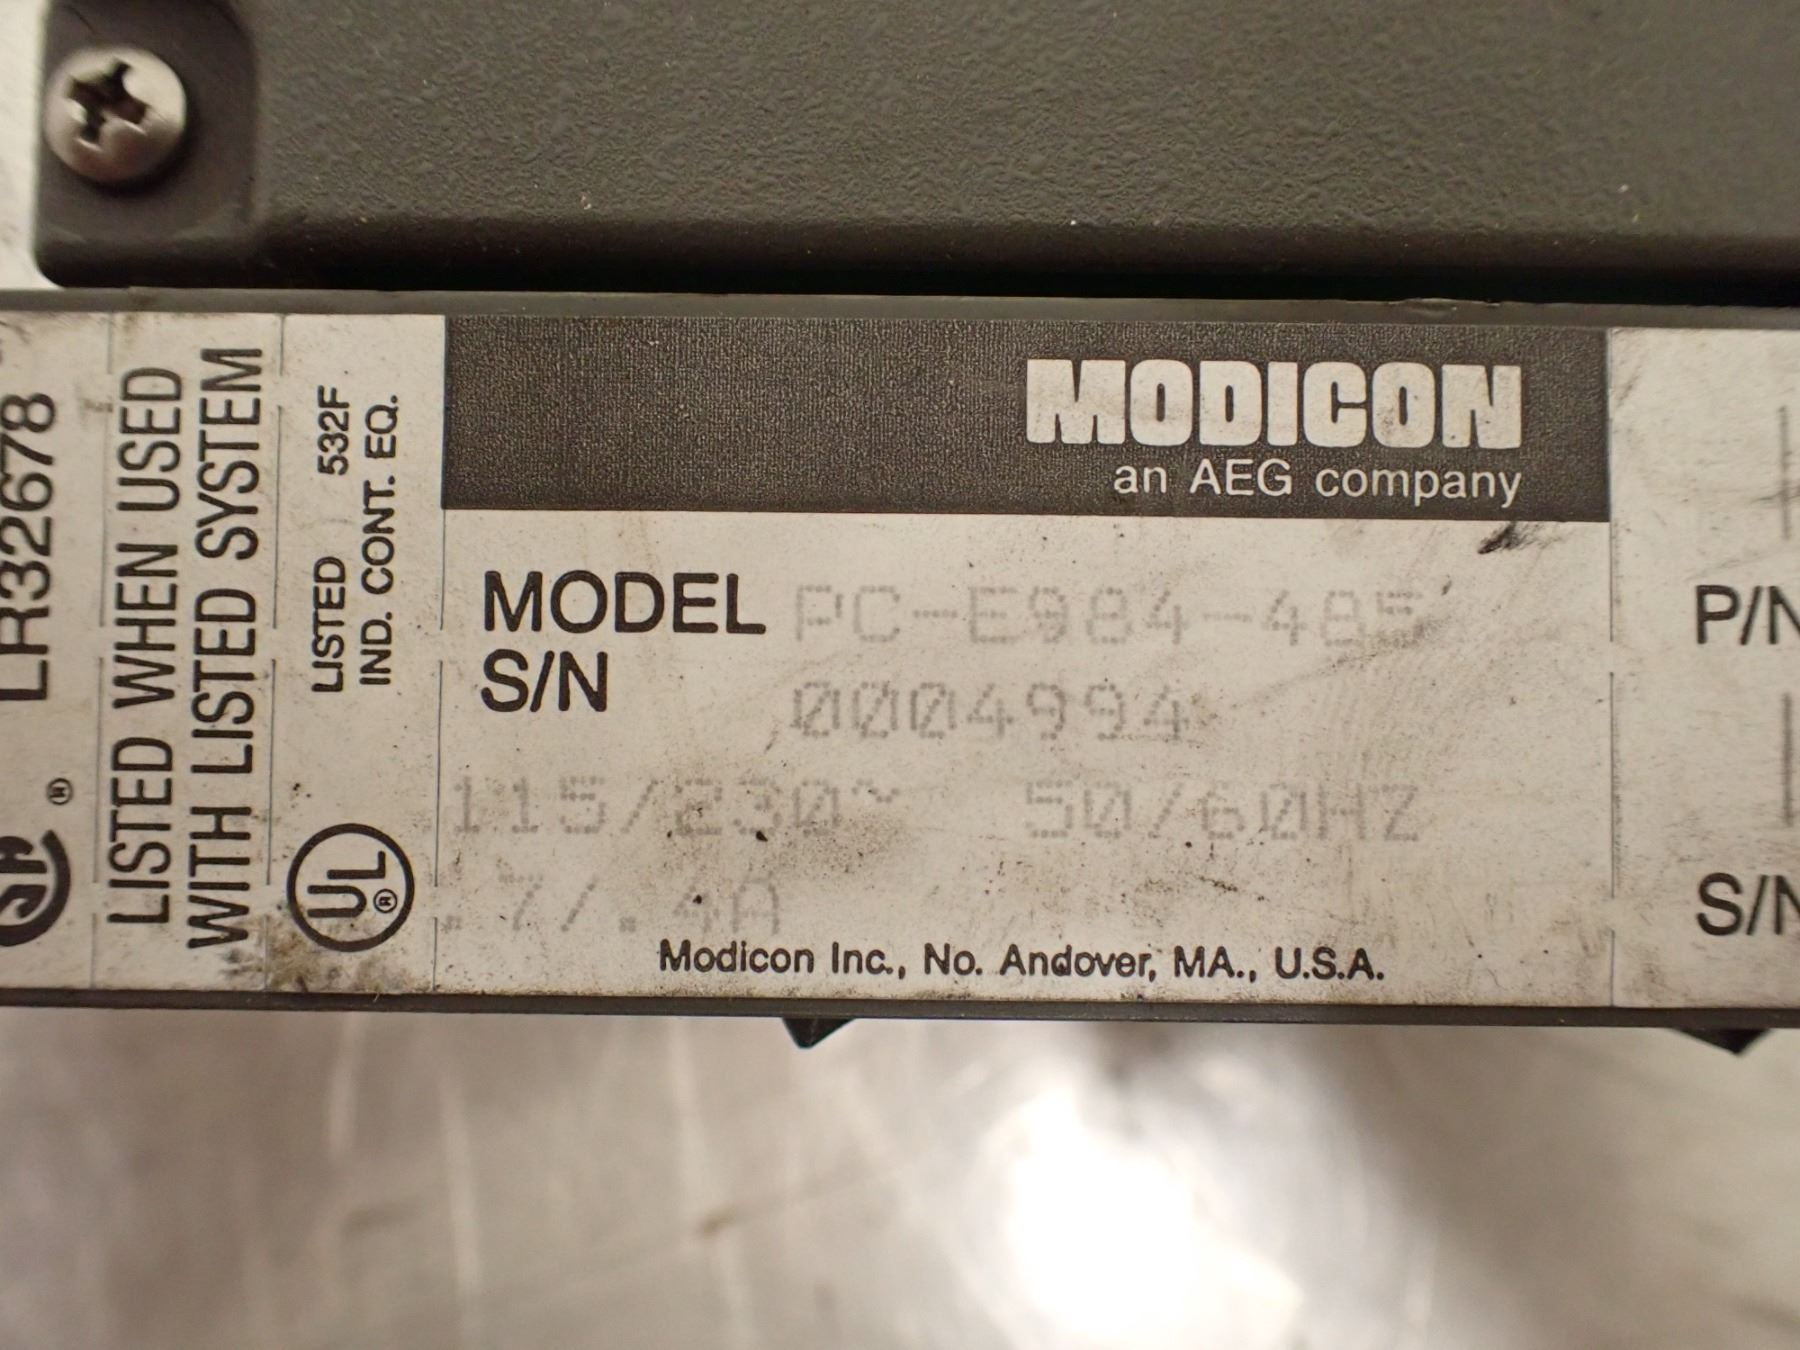 LR32678
®
LISTED WHEN USED
WITH LISTED SYSTEM
LISTED 532F
IND. CONT. EQ.
UL®
MODICON
an AEG company
MODEL PC-E984-485
S/N 0004994
115/230~ 50/60HZ
.7/.4A
Modicon Inc., No. Andover, MA., U.S.A.
P/N
S/N